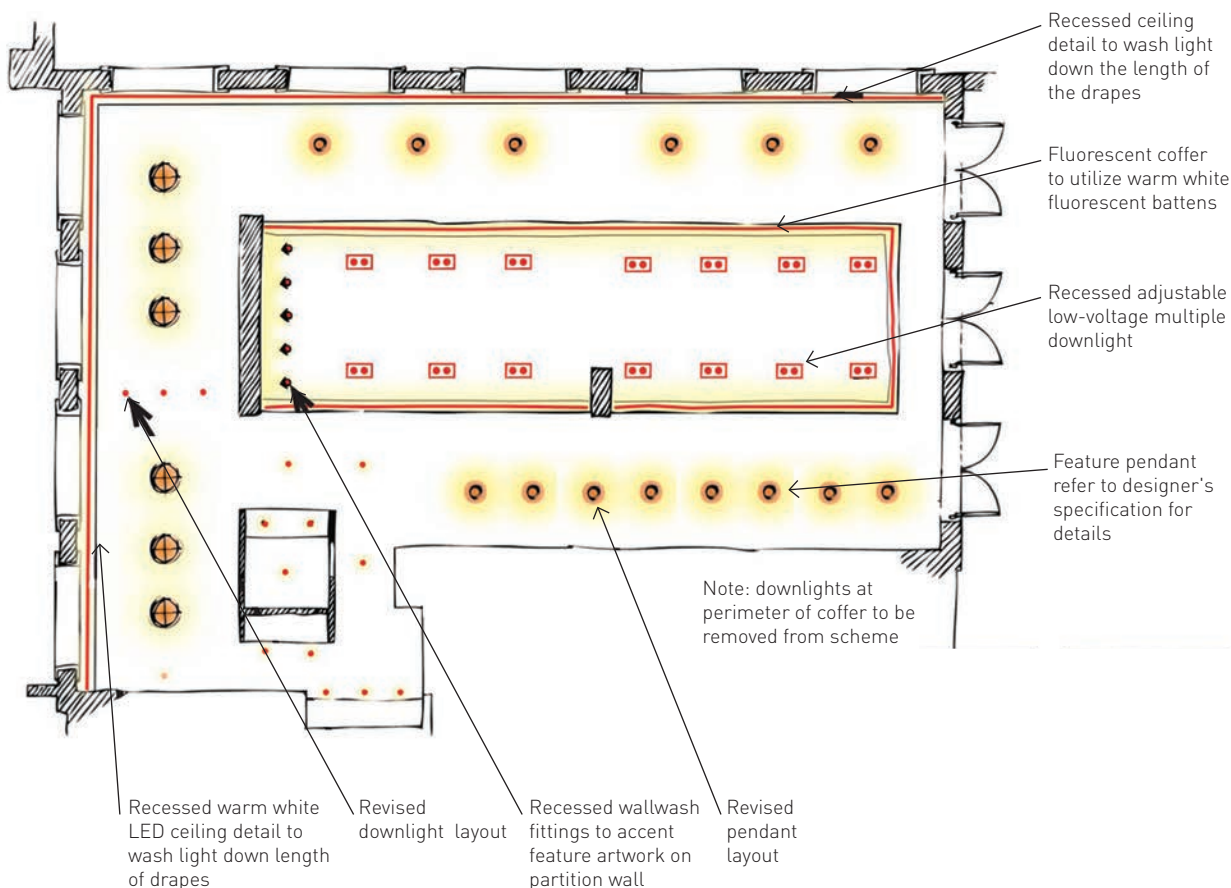 Recessed ceiling
detail to wash light
down the length of
the drapes
Fluorescent coffer
to utilize warm white
fluorescent battens
Recessed adjustable
low-voltage multiple
downlight
Feature pendant
refer to designer's
specification for
details
Note: downlights at
perimeter of coffer to be
removed from scheme
Recessed warm white
LED ceiling detail to
wash light down length
of drapes
Revised
downlight layout
Recessed wallwash
fittings to accent
feature artwork on
partition wall
Revised
pendant
layout